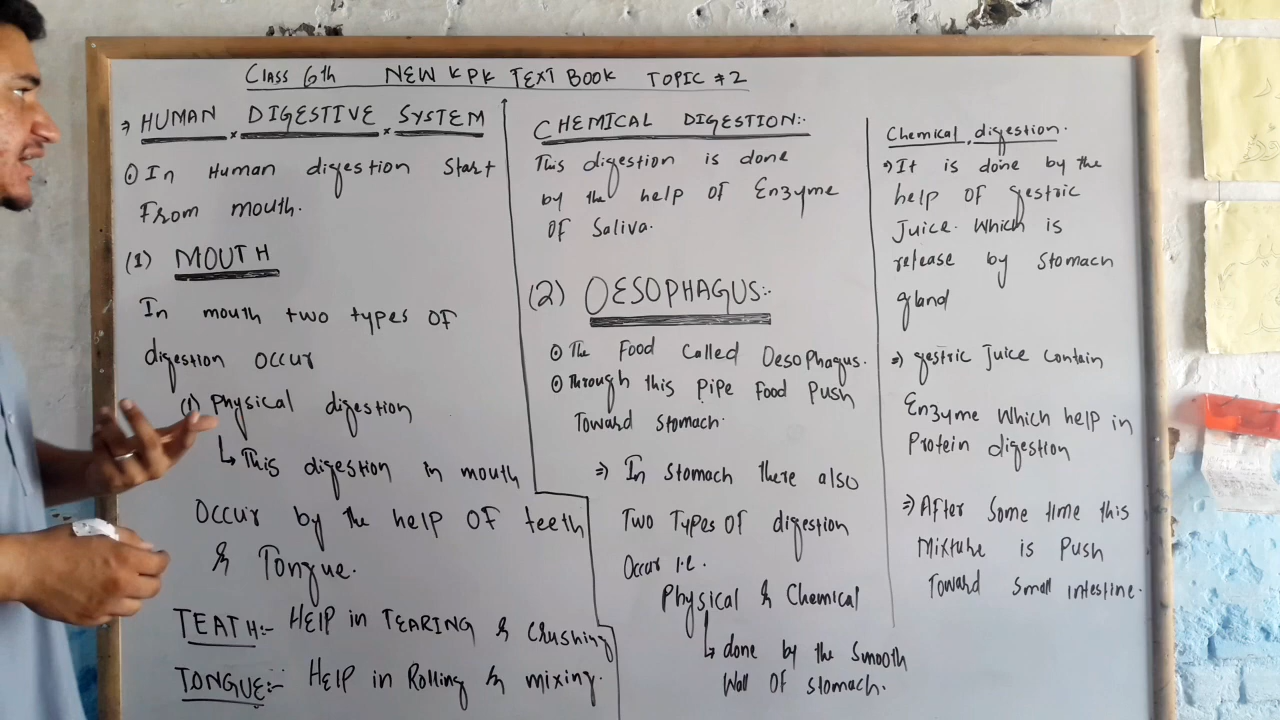 Class 6th NEW KPK TEXT BOOK TOPIC #2
⇒ HUMAN × DIGESTIVE × SYSTEM
⊙ In Human digestion Start
From mouth.
(1) MOUTH
In mouth two types OF
digestion occur
(1) Physical digestion
↳ This digestion in mouth
Occur by the help OF teeth
& Tongue.
TEATH:- HElP in TEARING & Crushing
TONGUE:- HElP in Rolling & mixing.
CHEMICAL DIGESTION:-
This digestion is done
by the help OF Enzyme
OF Saliva.
(2) OESOPHAGUS:-
⊙ The Food Called Oesophagus.
⊙ Through this Pipe Food Push
Toward Stomach.
⇒ In Stomach there also
Two Types OF digestion
Occur i.e.
Physical & Chemical
↳ done by the Smooth
Wall OF stomach.
Chemical digestion.
⇒ It is done by the
help OF gestric
Juice. Which is
release by Stomach
gland
⇒ gestric Juice Contain
Enzyme Which help in
Protein digestion
⇒ After Some time this
Mixture is Push
Toward Small intestine.